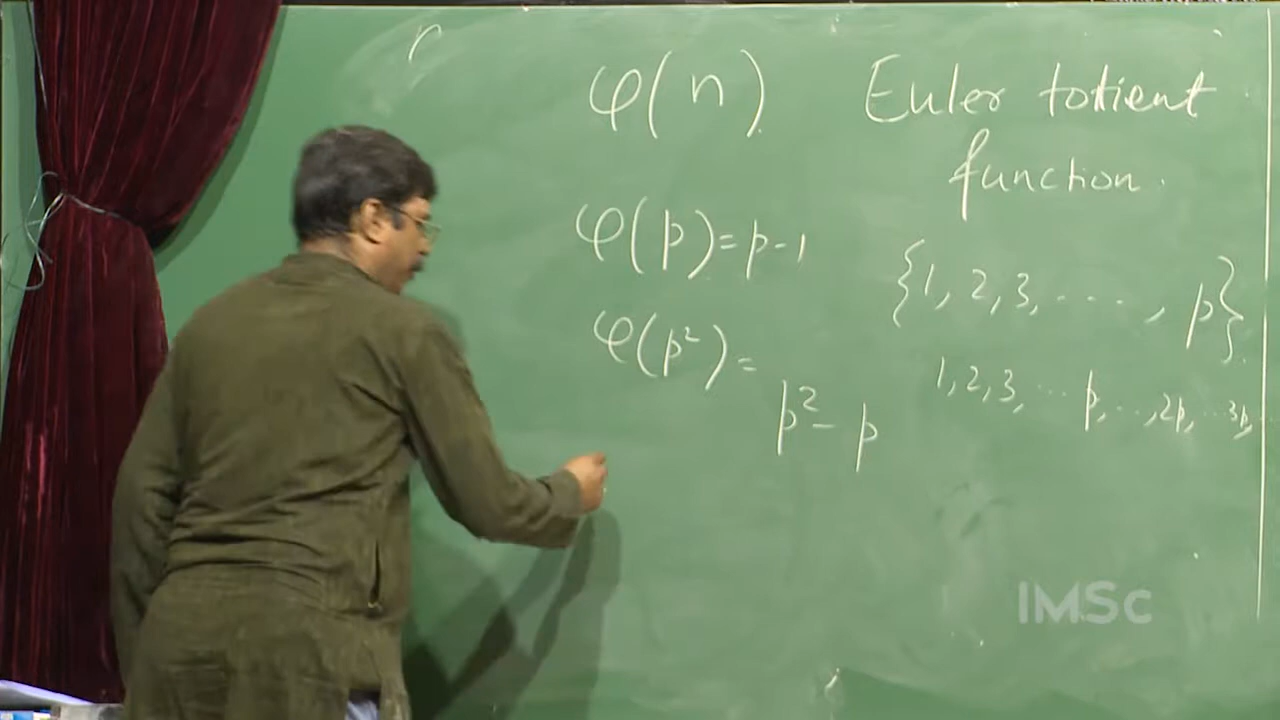 φ(n) Euler totient
function.
φ(p) = p-1 {1, 2, 3, ...., p}.
φ(p²) = 1, 2, 3, ... p, ..., 2p, ... 3p,
p² - p
IMSc